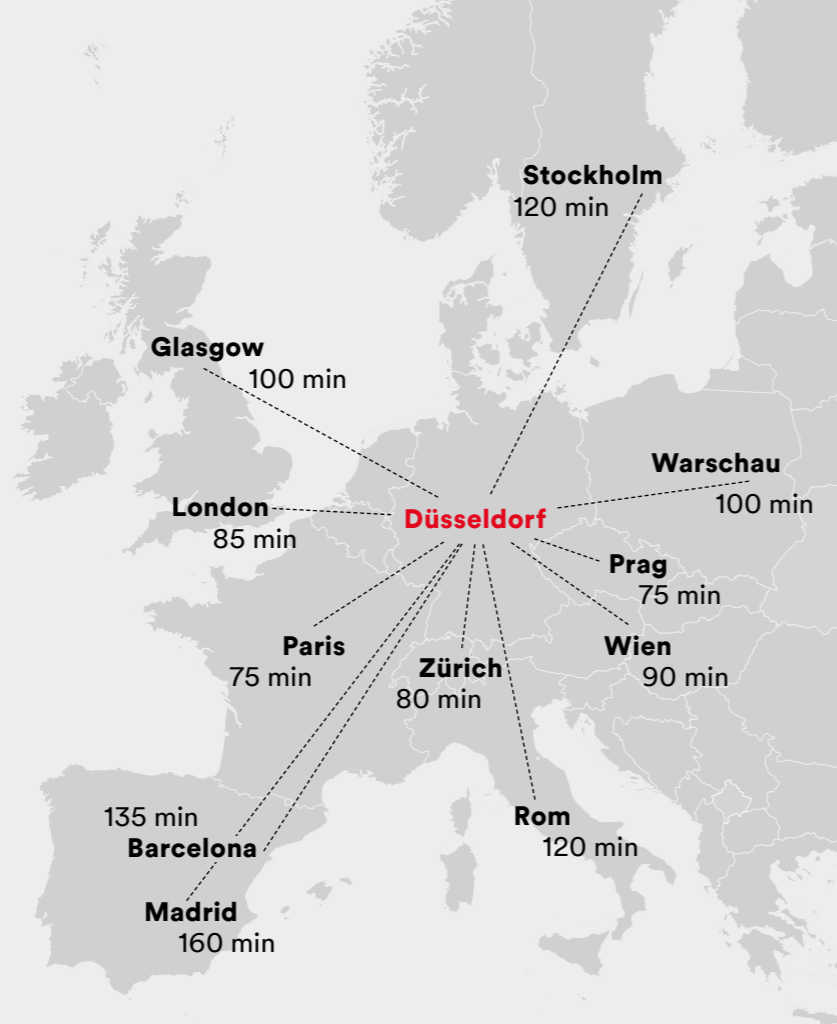 Stockholm
120 min
Glasgow
100 min
Warschau
100 min
London
85 min
Düsseldorf
Prag
75 min
Paris
75 min
Wien
90 min
Zürich
80 min
135 min
Barcelona
Rom
120 min
Madrid
160 min